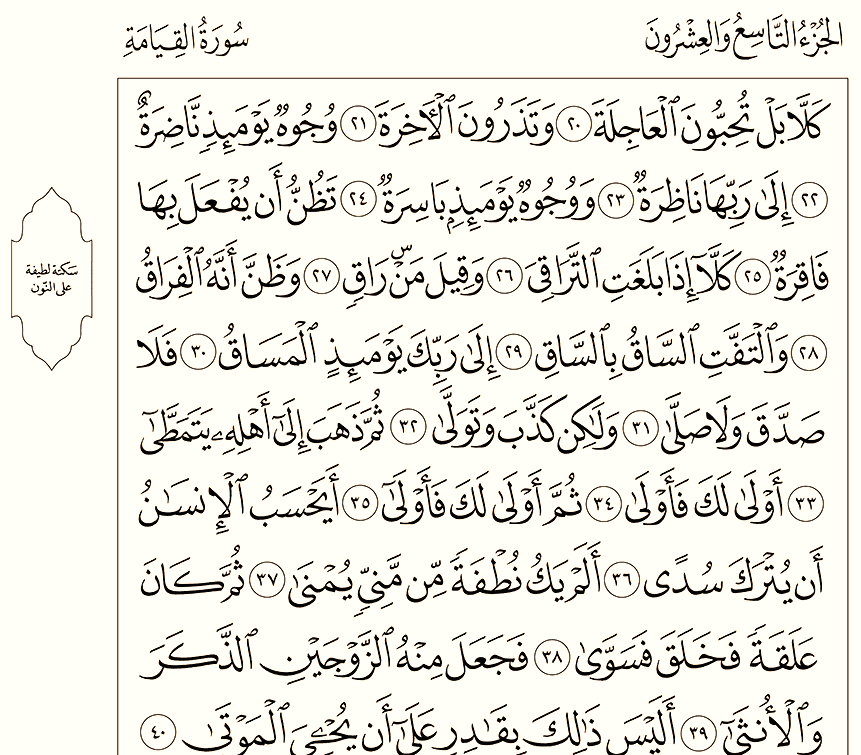 الجُزْءُ التَّاسِعُ وَالعِشْرُونَ
سُورَةُ القِيَامَةِ
كَلَّا بَلْ تُحِبُّونَ ٱلْعَاجِلَةَ ٢٠ وَتَذَرُونَ ٱلْأٓخِرَةَ ٢١ وُجُوهٞ يَوۡمَئِذٖ نَّاضِرَةٌ
٢٢ إِلَىٰ رَبِّهَا نَاظِرَةٞ ٢٣ وَوُجُوهٞ يَوۡمَئِذِۭ بَاسِرَةٞ ٢٤ تَظُنُّ أَن يُفۡعَلَ بِهَا
فَاقِرَةٞ ٢٥ كَلَّآ إِذَا بَلَغَتِ ٱلتَّرَاقِيَ ٢٦ وَقِيلَ مَنۡۜ رَاقٖ ٢٧ وَظَنَّ أَنَّهُ ٱلۡفِرَاقُ
٢٨ وَٱلۡتَفَّتِ ٱلسَّاقُ بِٱلسَّاقِ ٢٩ إِلَىٰ رَبِّكَ يَوۡمَئِذٍ ٱلۡمَسَاقُ ٣٠ فَلَا
صَدَّقَ وَلَا صَلَّىٰ ٣١ وَلَٰكِن كَذَّبَ وَتَوَلَّىٰ ٣٢ ثُمَّ ذَهَبَ إِلَىٰٓ أَهۡلِهِۦ يَتَمَطَّىٰٓ
٣٣ أَوۡلَىٰ لَكَ فَأَوۡلَىٰ ٣٤ ثُمَّ أَوۡلَىٰ لَكَ فَأَوۡلَىٰٓ ٣٥ أَيَحۡسَبُ ٱلۡإِنسَٰنُ
أَن يُتۡرَكَ سُدًى ٣٦ أَلَمۡ يَكُ نُطۡفَةٗ مِّن مَّنِيّٖ يُمۡنَىٰ ٣٧ ثُمَّ كَانَ
عَلَقَةٗ فَخَلَقَ فَسَوَّىٰ ٣٨ فَجَعَلَ مِنۡهُ ٱلزَّوۡجَيۡنِ ٱلذَّكَرَ
وَٱلۡأُنثَىٰٓ ٣٩ أَلَيۡسَ ذَٰلِكَ بِقَٰدِرٍ عَلَىٰٓ أَن يُحۡـِۧيَ ٱلۡمَوۡتَىٰ ٤٠
سكتة لطيفة
على النّون